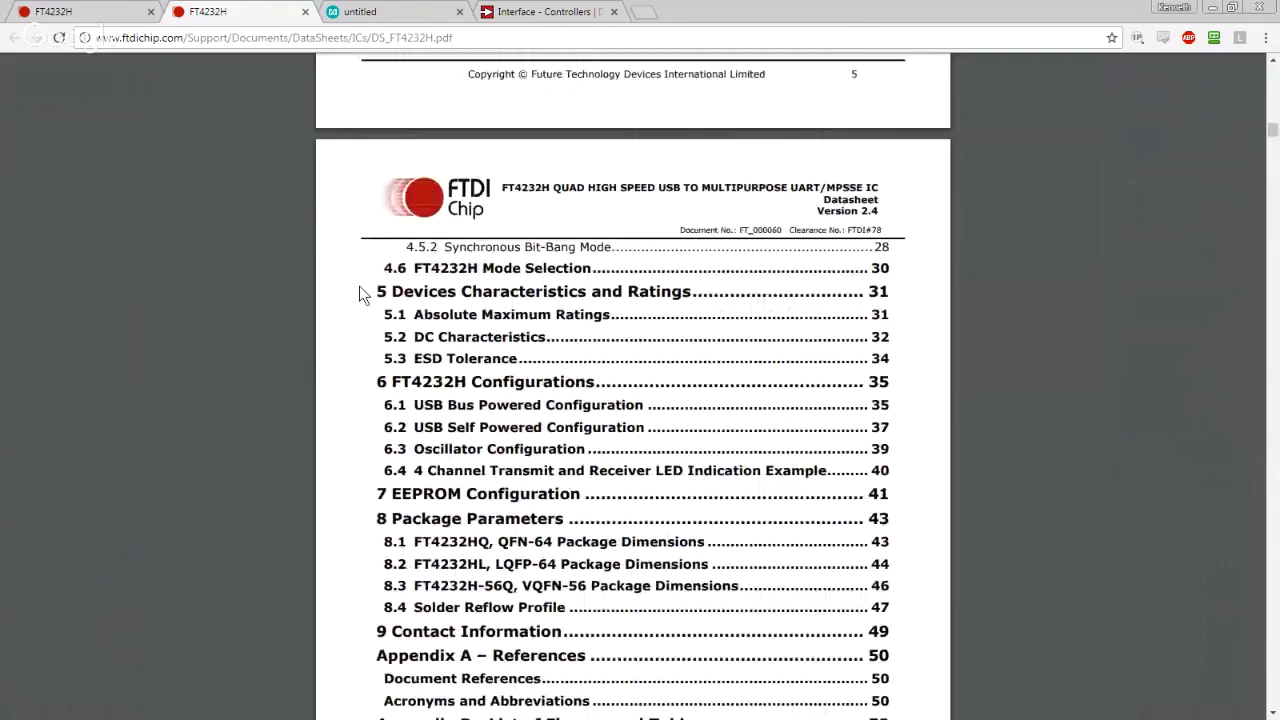 FT4232H
FT4232H
untitled
Interface - Controllers | D
Kenneth
www.ftdichip.com/Support/Documents/DataSheets/ICs/DS_FT4232H.pdf
ABP
Copyright © Future Technology Devices International Limited 5
FTDI
Chip
FT4232H QUAD HIGH SPEED USB TO MULTIPURPOSE UART/MPSSE IC
Datasheet
Version 2.4
Document No.: FT_000060 Clearance No.: FTDI#78
4.5.2 Synchronous Bit-Bang Mode.......................................................... 28
4.6 FT4232H Mode Selection.................................................... 30
5 Devices Characteristics and Ratings......................... 31
5.1 Absolute Maximum Ratings................................................. 31
5.2 DC Characteristics............................................................. 32
5.3 ESD Tolerance.................................................................. 34
6 FT4232H Configurations........................................ 35
6.1 USB Bus Powered Configuration .......................................... 35
6.2 USB Self Powered Configuration .......................................... 37
6.3 Oscillator Configuration ..................................................... 39
6.4 4 Channel Transmit and Receiver LED Indication Example......... 40
7 EEPROM Configuration .......................................... 41
8 Package Parameters ............................................. 43
8.1 FT4232HQ, QFN-64 Package Dimensions ................................ 43
8.2 FT4232HL, LQFP-64 Package Dimensions ............................... 44
8.3 FT4232H-56Q, VQFN-56 Package Dimensions.......................... 46
8.4 Solder Reflow Profile ......................................................... 47
9 Contact Information.............................................. 49
Appendix A – References .......................................... 50
Document References............................................................. 50
Acronyms and Abbreviations .................................................... 50